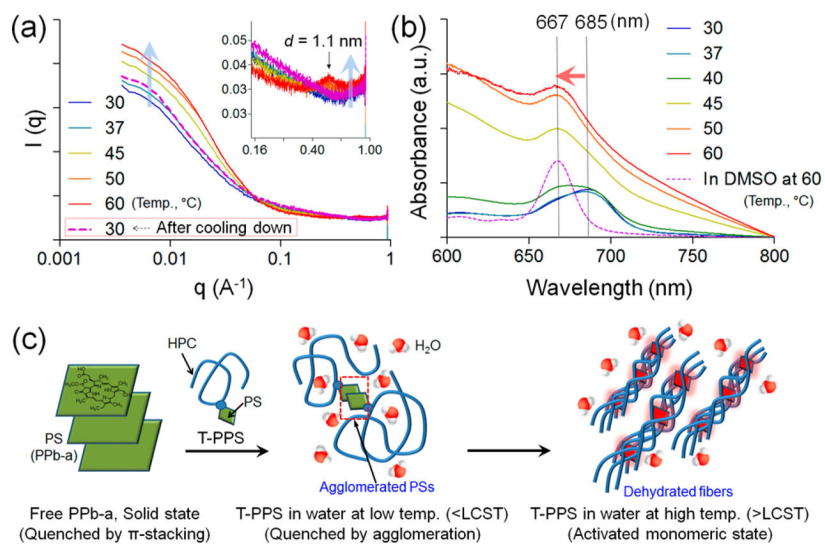 (a)
I (q)
30
37
45
50
60 (Temp., °C)
30 After cooling down
0.05
0.04
0.03
d = 1.1 nm
0.16
0.40
1.00
0.001
0.01
0.1
1
q (A-1)
(b)
667 685 (nm)
Absorbance (a.u.)
30
37
40
45
50
60
In DMSO at 60
(Temp., °C)
600
650
700
750
800
Wavelength (nm)
(c)
HPC
PS
T-PPS
PS
(PPb-a)
H2O
Agglomerated PSs
Dehydrated fibers
Free PPb-a, Solid state
(Quenched by π-stacking)
T-PPS in water at low temp. (<LCST)
(Quenched by agglomeration)
T-PPS in water at high temp. (>LCST)
(Activated monomeric state)